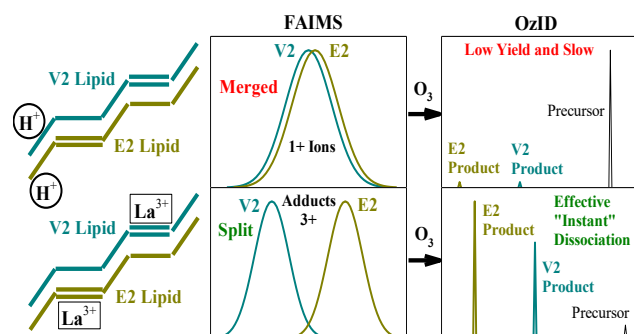 FAIMS
OzID
V2 Lipid
H+
E2 Lipid
H+
V2
E2
Merged
1+ Ions
O3
Low Yield and Slow
Precursor
E2
Product
V2
Product
La3+
V2 Lipid
E2 Lipid
La3+
V2
Adducts
3+
E2
Split
O3
Effective
"Instant"
Dissociation
E2
Product
V2
Product
Precursor